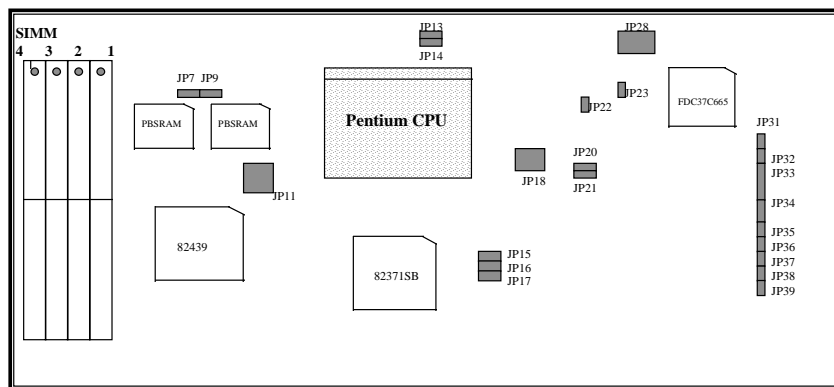 SIMM
4 3 2 1
JP13
JP14
JP28
JP7 JP9
PBSRAM
PBSRAM
Pentium CPU
JP23
JP22
FDC37C665
JP31
JP32
JP33
JP34
JP35
JP36
JP37
JP38
JP39
JP20
JP21
JP18
JP11
82439
82371SB
JP15
JP16
JP17